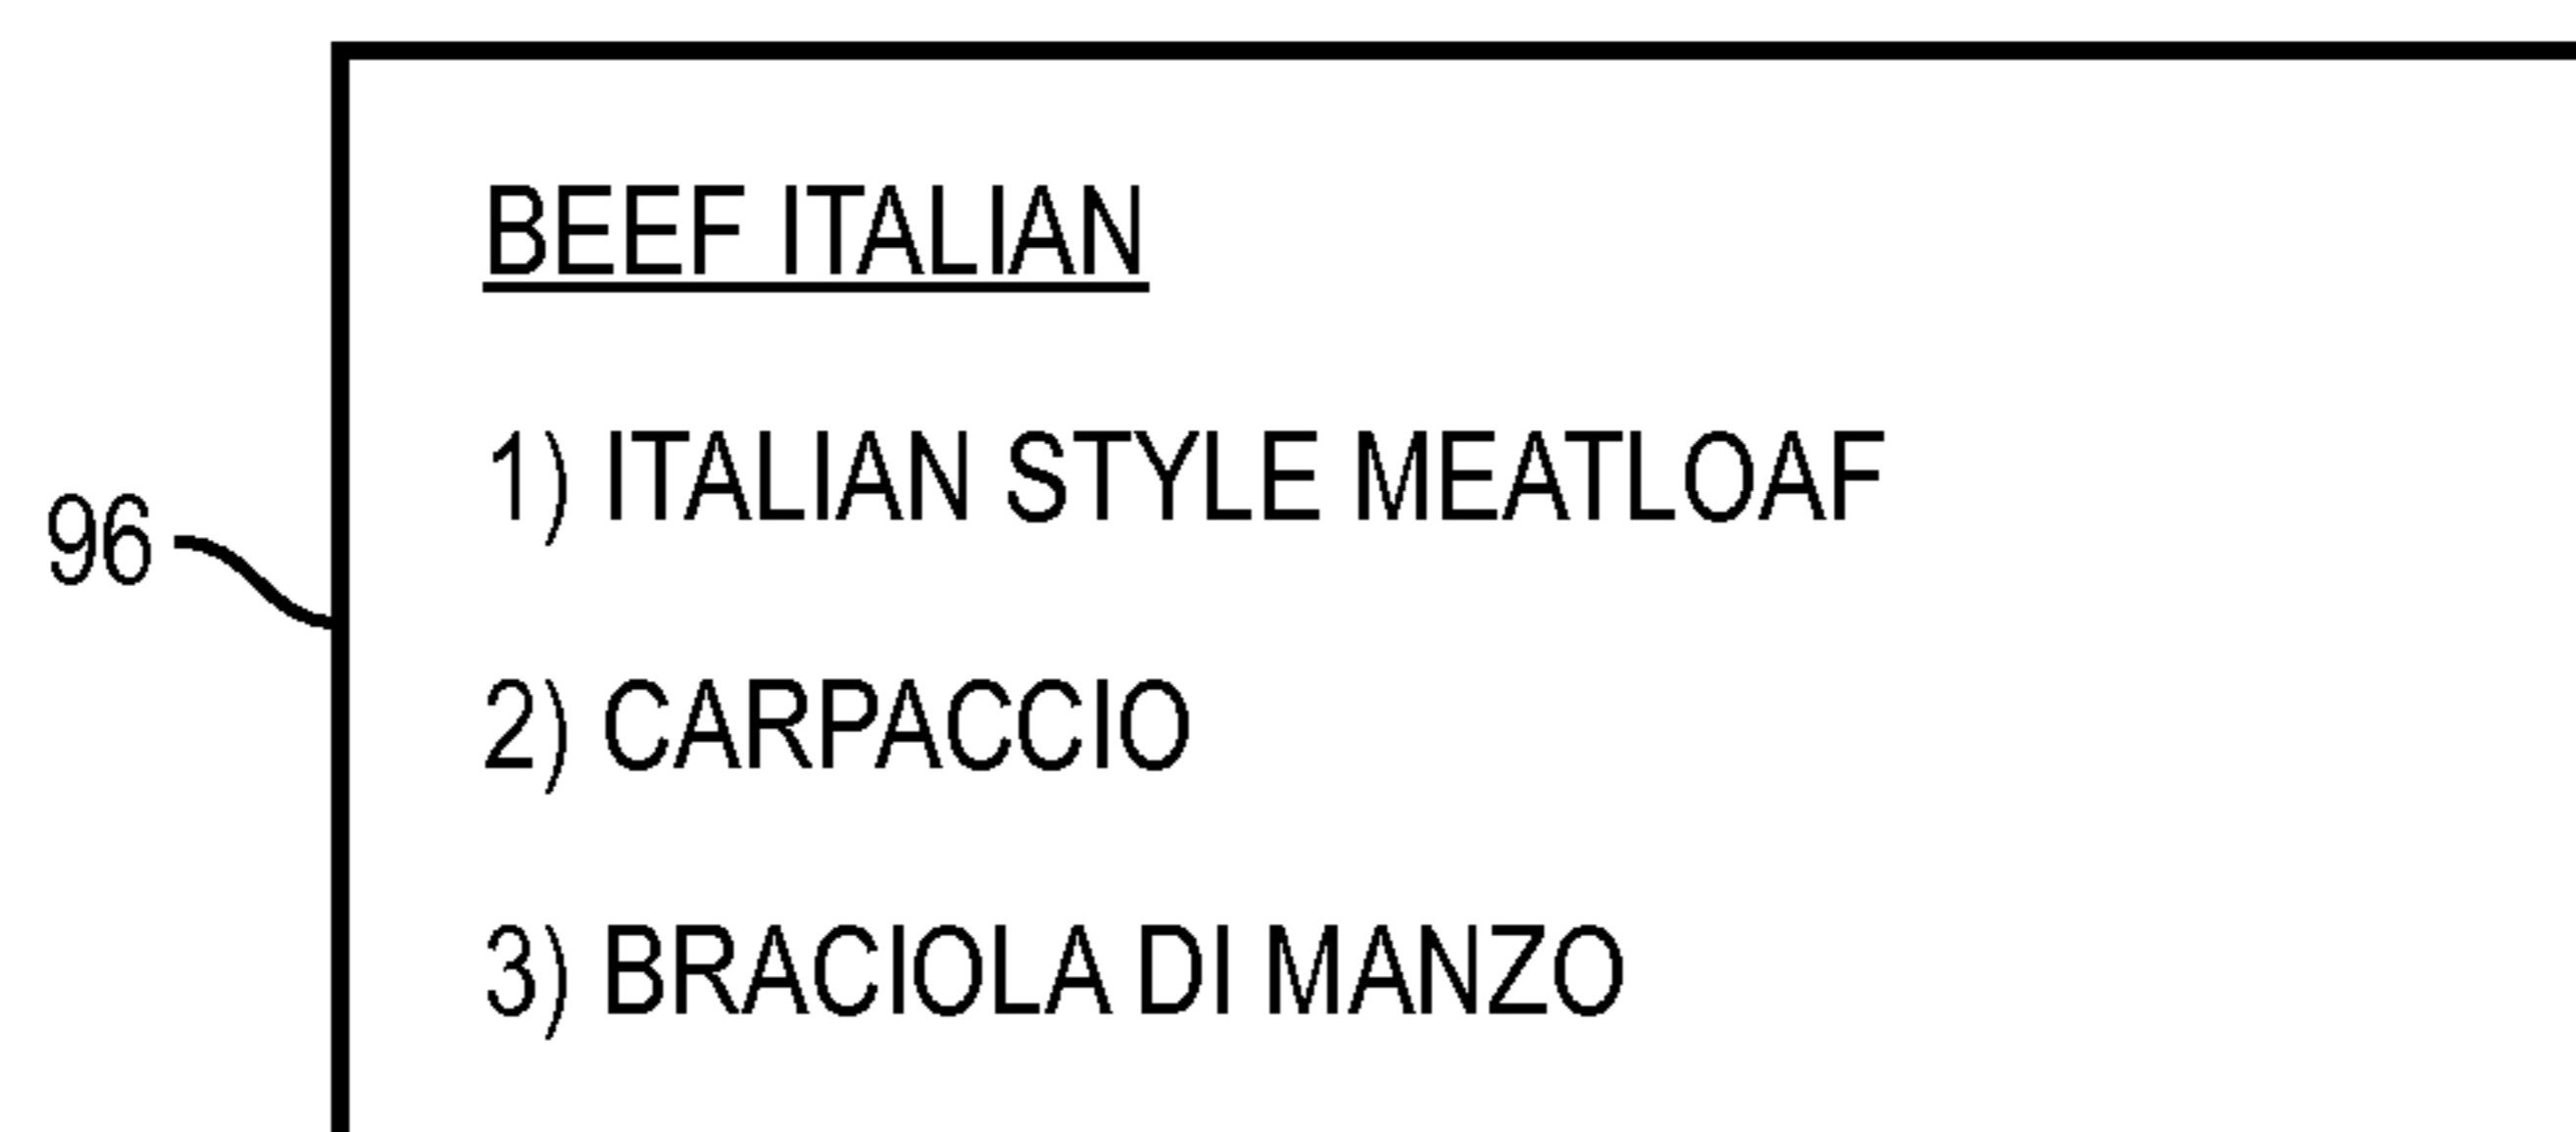 BEEF ITALIAN
1) ITALIAN STYLE MEATLOAF
96
2) CARPACCIO
3) BRACIOLA DI MANZO